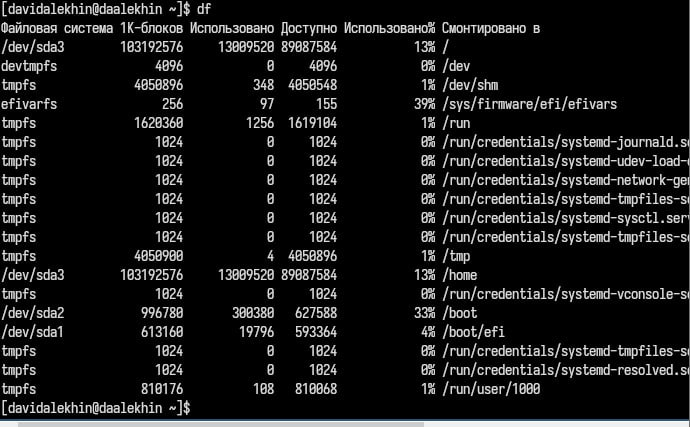 [davidalekhin@daalekhin ~]$ df
Файловая система 1K-блоков Использовано Доступно Использовано% Смонтировано в
/dev/sda3 103192576 13009520 89087584 13% /
devtmpfs 4096 0 4096 0% /dev
tmpfs 4050896 348 4050548 1% /dev/shm
efivarfs 256 97 155 39% /sys/firmware/efi/efivars
tmpfs 1620360 1256 1619104 1% /run
tmpfs 1024 0 1024 0% /run/credentials/systemd-journald.s
tmpfs 1024 0 1024 0% /run/credentials/systemd-udev-load-
tmpfs 1024 0 1024 0% /run/credentials/systemd-network-ge
tmpfs 1024 0 1024 0% /run/credentials/systemd-tmpfiles-s
tmpfs 1024 0 1024 0% /run/credentials/systemd-sysctl.serv
tmpfs 1024 0 1024 0% /run/credentials/systemd-tmpfiles-s
tmpfs 4050900 4 4050896 1% /tmp
/dev/sda3 103192576 13009520 89087584 13% /home
tmpfs 1024 0 1024 0% /run/credentials/systemd-vconsole-s
/dev/sda2 996780 300380 627588 33% /boot
/dev/sda1 613160 19796 593364 4% /boot/efi
tmpfs 1024 0 1024 0% /run/credentials/systemd-tmpfiles-s
tmpfs 1024 0 1024 0% /run/credentials/systemd-resolved.s
tmpfs 810176 108 810068 1% /run/user/1000
[davidalekhin@daalekhin ~]$